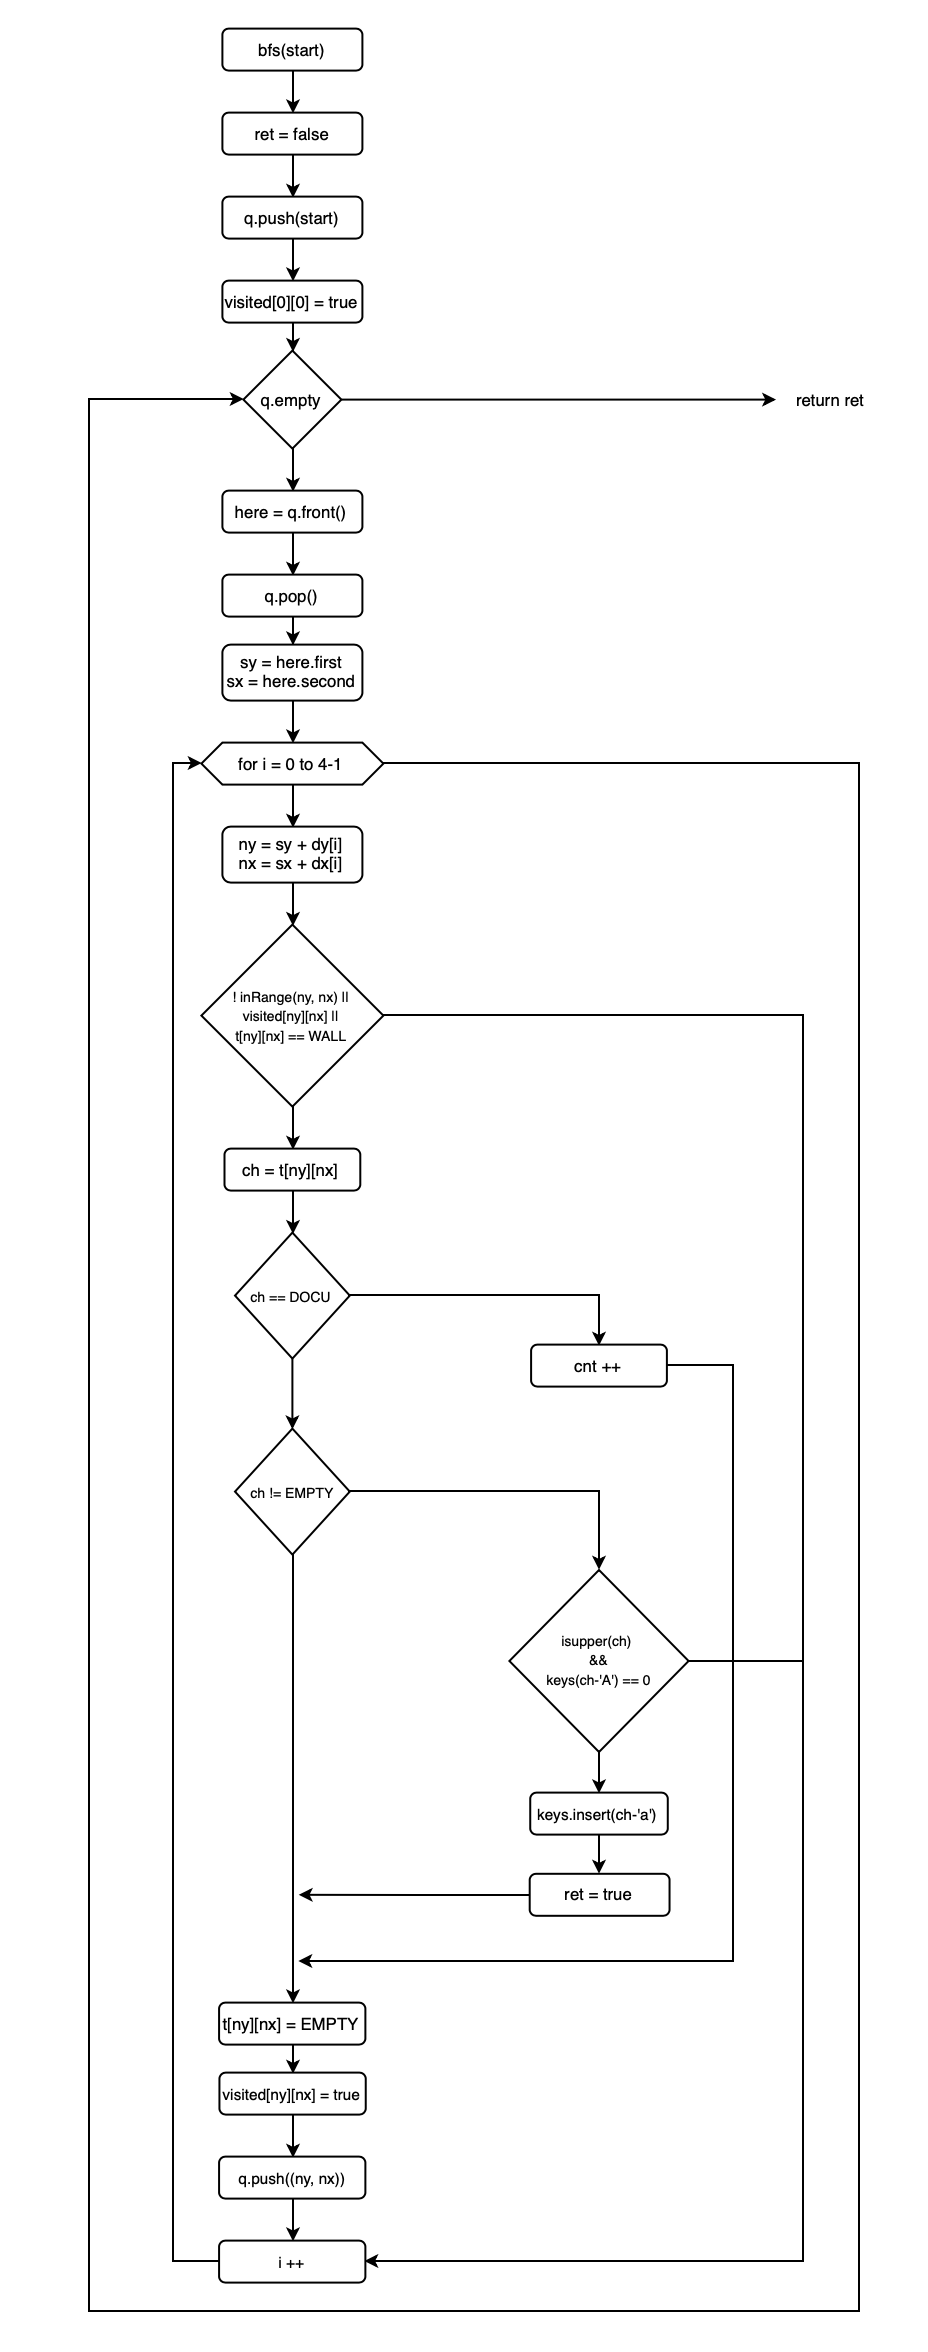 bfs(start)
ret = false
q.push(start)
visited[0][0] = true
q.empty
return ret
here = q.front()
q.pop()
sy = here.first
sx = here.second
for i = 0 to 4-1
ny = sy + dy[i]
nx = sx + dx[i]
! inRange(ny, nx) ||
visited[ny][nx] ||
t[ny][nx] == WALL
ch = t[ny][nx]
ch == DOCU
cnt ++
ch != EMPTY
isupper(ch)
&&
keys(ch-'A') == 0
keys.insert(ch-'a')
ret = true
t[ny][nx] = EMPTY
visited[ny][nx] = true
q.push((ny, nx))
i ++